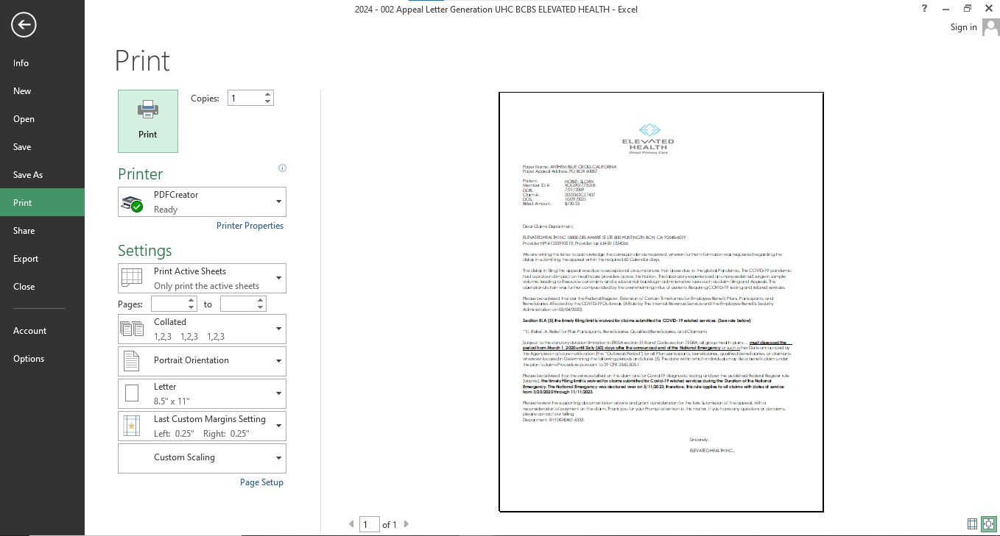 2024 - 002 Appeal Letter Generation UHC BCBS ELEVATED HEALTH - Excel
?
Sign in
Info
New
Open
Save
Save As
Print
Share
Export
Close
Account
Options
Print
Print
Copies: 1
Printer
PDFCreator
Ready
Printer Properties
Settings
Print Active Sheets
Only print the active sheets
Pages: to
Collated
1,2,3 1,2,3 1,2,3
Portrait Orientation
Letter
8.5" x 11"
Last Custom Margins Setting
Left: 0.25" Right: 0.25"
Custom Scaling
Page Setup
ELEVATED
HEALTH
Direct Primary Care
Payer Name: ANTHEM BLUE CROSS CALIFORNIA
Payer Appeal Address: PO BOX 60007
Patient: NOBLE, SLOAN
Member ID #:
DOB: 7/21/2009
Claim#:
DOS: 10/29/2021
Billed Amount: $130.25
Dear Claims Department,
ELEVATED HEALTH INC 18800 DELAWARE ST STE 800 HUNTINGTN BCH, CA 92648-6019
Provider NPI #1255910519, Provider tax id# 811554266
We are writing this letter to acknowledge the correspondence received, wherein further information was requested regarding the
delay in submitting the appeal within the required 60 Calendar days.
The delay in filing the appeal was due to exceptional circumstances that arose due to the global Pandemic. The COVID-19 pandemic
had a profound impact on healthcare providers across the Nation. The laboratory experienced an unprecedented surge in sample
volume, leading to Resource constraints and a substantial backlog in administrative tasks such as claim filing and Appeals. This
operational strain was further compounded by the overwhelming influx of patients Requiring COVID-19 testing and related services.
Please be advised that per the Federal Register: Extension of Certain Timeframes for Employee Benefit Plans, Participants, and
Beneficiaries Affected by the COVID-19 Outbreak (A Rule by The Internal Revenue Service and the Employee Benefits Security
Administration on 05/04/2020).
Section III.A (5) the timely filing limit is waived for claims submitted for COVID-19 related services. (See rule below)
"III. Relief, A. Relief for Plan Participants, Beneficiaries, Qualified Beneficiaries, and Claimants
Subject to the statutory duration limitation in ERISA section 518 and Code section 7508A, all group health plans.... must disregard the
period from March 1, 2020 until Sixty (60) days after the announced end of the National Emergency or such other Date announced by
the Agencies in a future notification (the "Outbreak Period") for all Plan participants, beneficiaries, qualified beneficiaries, or claimants
wherever located in Determining the following periods and dates (5) The date within which individuals may file a benefit claim under
the plan's claims Procedure pursuant to 29 CFR 2560.503-1
Please be advised that the services billed on this claim are for Covid-19 diagnostic testing and per the published Federal Register rule
(above), the timely Filing limit is waived for claims submitted for Covid-19 related services during the Duration of the National
Emergency. The National Emergency was declared over on 5/11/2023; therefore, this rule applies to all claims with dates of service
from 3/20/2020 through 11/11/2023.
Please review the supporting documentation above and grant consideration for the late Submission of the appeal, with a
reconsideration of payment on the claim. Thank you for your Prompt attention to this matter. If you have any questions or concerns,
please contact our billing
Department @+1(424)461-5533.
Sincerely,
ELEVATED HEALTH INC.,
1 of 1